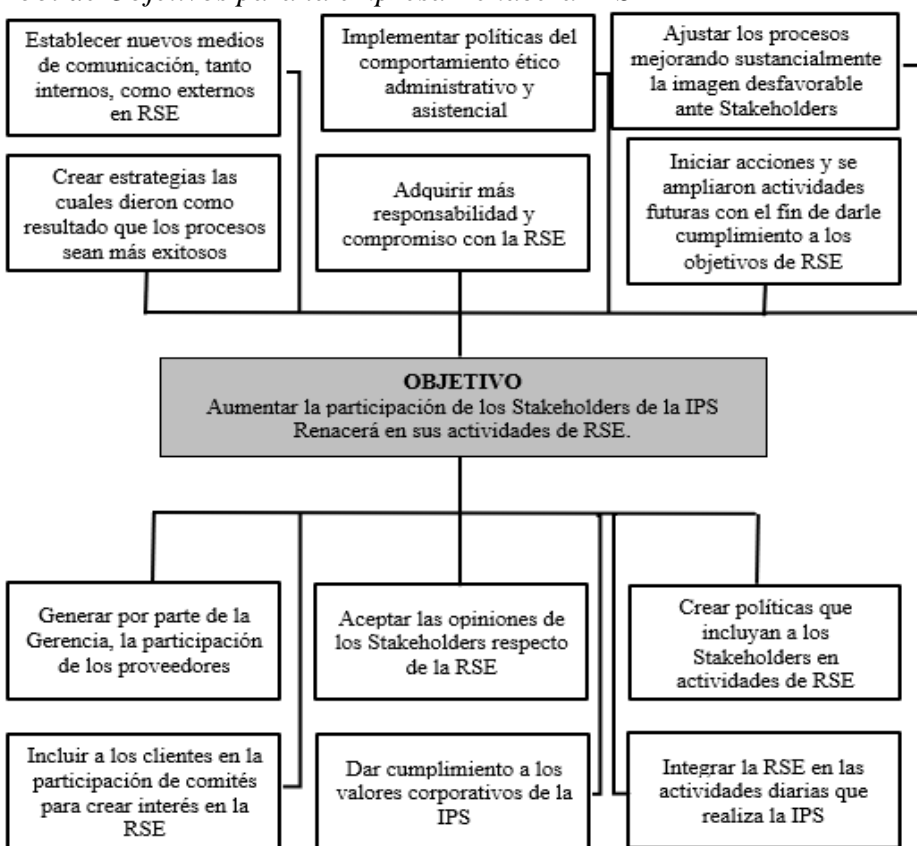 Establecer nuevos medios
de comunicación, tanto
internos, como externos
en RSE
Implementar políticas del
comportamiento ético
administrativo y
asistencial
Ajustar los procesos
mejorando sustancialmente
la imagen desfavorable
ante Stakeholders
Crear estrategias las
cuales dieron como
resultado que los procesos
sean más exitosos
Adquirir más
responsabilidad y
compromiso con la RSE
Iniciar acciones y se
ampliaron actividades
futuras con el fin de darle
cumplimiento a los
objetivos de RSE
OBJETIVO
Aumentar la participación de los Stakeholders de la IPS
Renacerá en sus actividades de RSE.
Generar por parte de la
Gerencia, la participación
de los proveedores
Aceptar las opiniones de
los Stakeholders respecto
de la RSE
Crear políticas que
incluyan a los
Stakeholders en
actividades de RSE
Incluir a los clientes en la
participación de comités
para crear interés en la
RSE
Dar cumplimiento a los
valores corporativos de la
IPS
Integrar la RSE en las
actividades diarias que
realiza la IPS